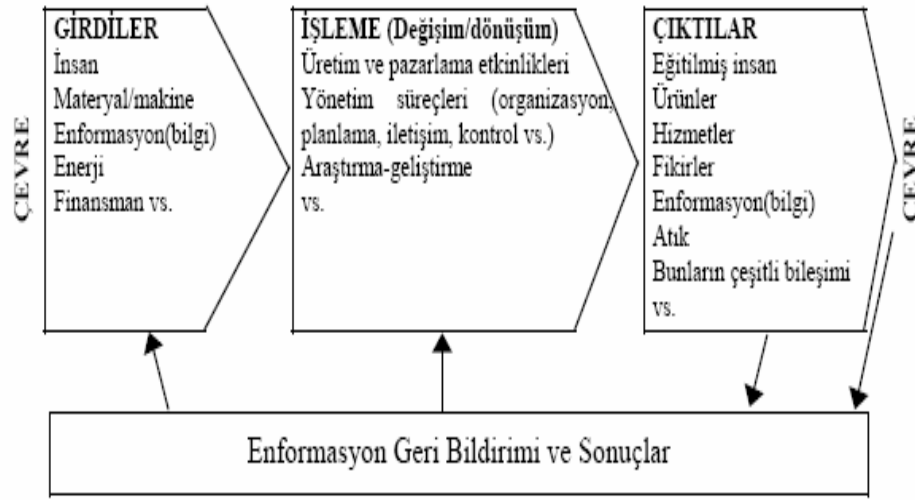 ÇEVRE
GİRDİLER
İnsan
Materyal/makine
Enformasyon(bilgi)
Enerji
Finansman vs.
İŞLEME (Değişim/dönüşüm)
Üretim ve pazarlama etkinlikleri
Yönetim süreçleri (organizasyon,
planlama, iletişim, kontrol vs.)
Araştırma-geliştirme
vs.
ÇIKTILAR
Eğitilmiş insan
Ürünler
Hizmetler
Fikirler
Enformasyon(bilgi)
Atık
Bunların çeşitli bileşimi
vs.
ÇEVRE
Enformasyon Geri Bildirimi ve Sonuçlar